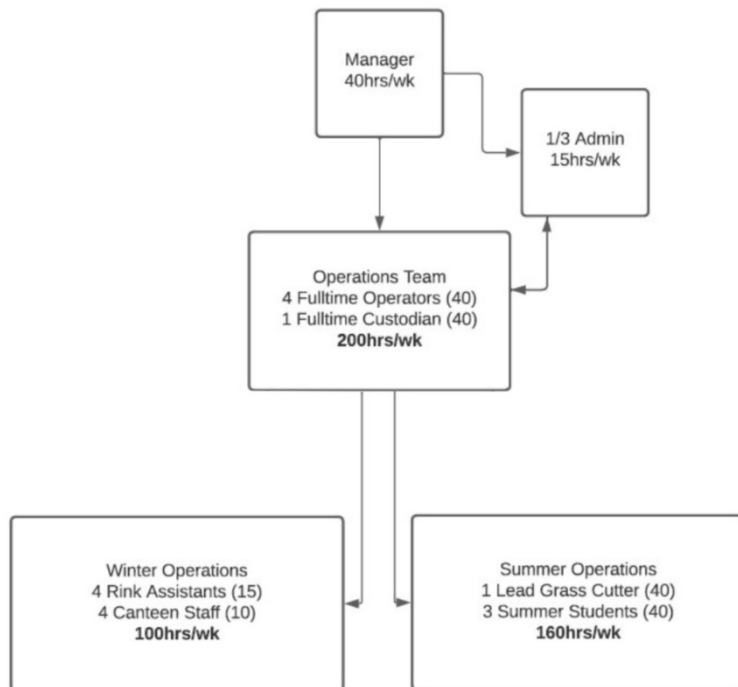 Manager
40hrs/wk
1/3 Admin
15hrs/wk
Operations Team
4 Fulltime Operators (40)
1 Fulltime Custodian (40)
200hrs/wk
Winter Operations
4 Rink Assistants (15)
4 Canteen Staff (10)
100hrs/wk
Summer Operations
1 Lead Grass Cutter (40)
3 Summer Students (40)
160hrs/wk